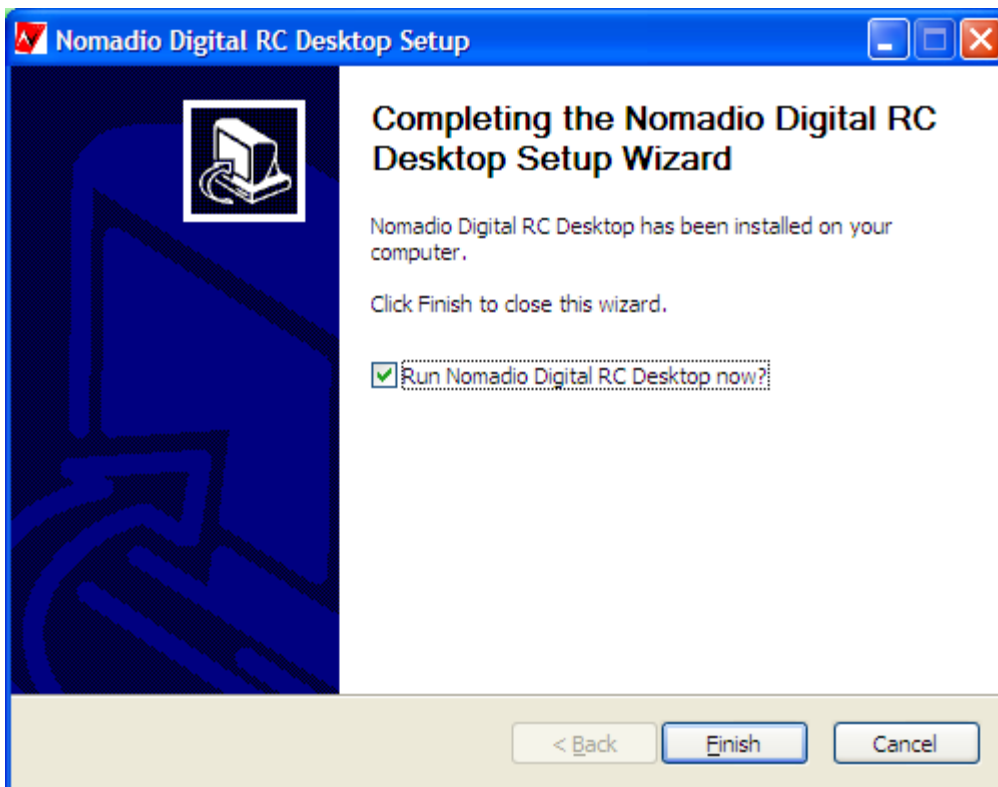 Nomadio Digital RC Desktop Setup
Completing the Nomadio Digital RC
Desktop Setup Wizard
Nomadio Digital RC Desktop has been installed on your
computer.
Click Finish to close this wizard.
Run Nomadio Digital RC Desktop now?
< Back Finish Cancel